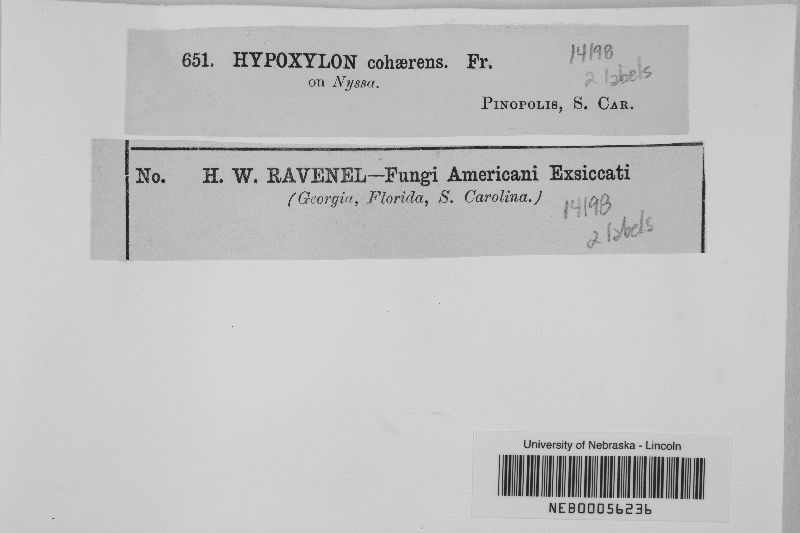 651. HYPOXYLON cohærens. Fr.
on Nyssa.
PINOPOLIS, S. CAR.
14198
2 labels
No. H. W. RAVENEL—Fungi Americani Exsiccati
(Georgia, Florida, S. Carolina.)
14198
2 labels
University of Nebraska - Lincoln
NEB00056236